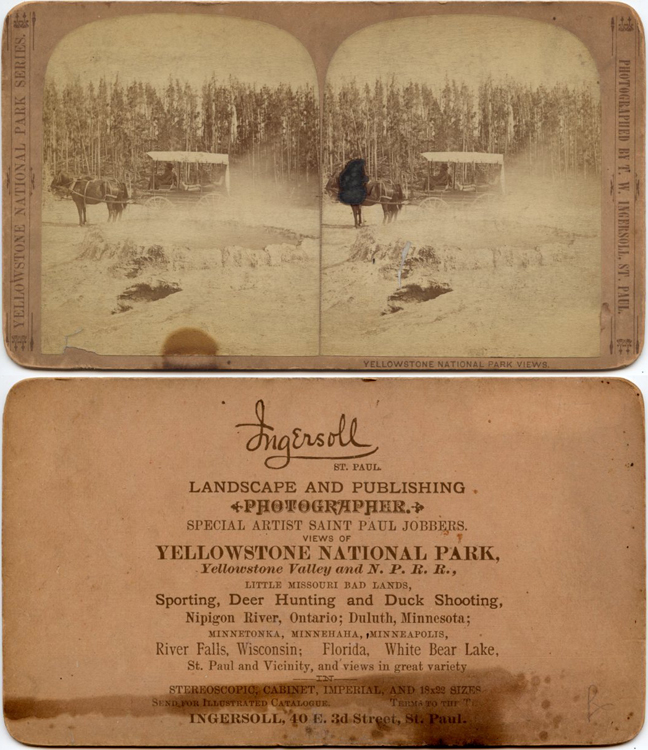 YELLOWSTONE NATIONAL PARK SERIES.
PHOTOGRAPHED BY T. W. INGERSOLL, ST. PAUL.
YELLOWSTONE NATIONAL PARK VIEWS.
Ingersoll
ST. PAUL.
LANDSCAPE AND PUBLISHING
PHOTOGRAPHER.
SPECIAL ARTIST SAINT PAUL JOBBERS.
VIEWS OF
YELLOWSTONE NATIONAL PARK,
Yellowstone Valley and N. P. R. R.,
LITTLE MISSOURI BAD LANDS,
Sporting, Deer Hunting and Duck Shooting,
Nipigon River, Ontario; Duluth, Minnesota;
MINNETONKA, MINNEHAHA, MINNEAPOLIS,
River Falls, Wisconsin; Florida, White Bear Lake,
St. Paul and Vicinity, and views in great variety
IN
STEREOSCOPIC, CABINET, IMPERIAL, AND 18x22 SIZES
SEND FOR ILLUSTRATED CATALOGUE. TERMS TO THE
INGERSOLL, 40 E. 3d Street, St. Paul.